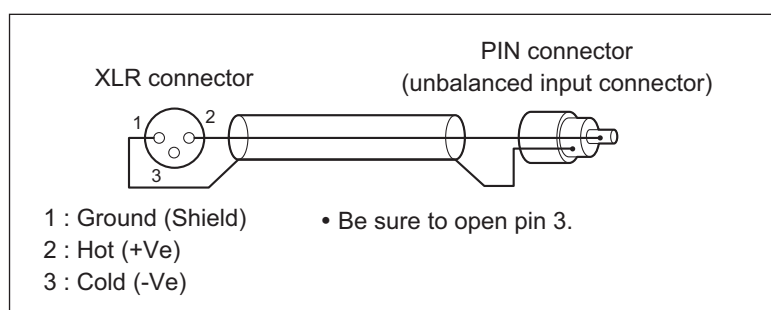 PIN connector
(unbalanced input connector)
XLR connector
1
2
3
1 : Ground (Shield)
2 : Hot (+Ve)
3 : Cold (-Ve)
• Be sure to open pin 3.